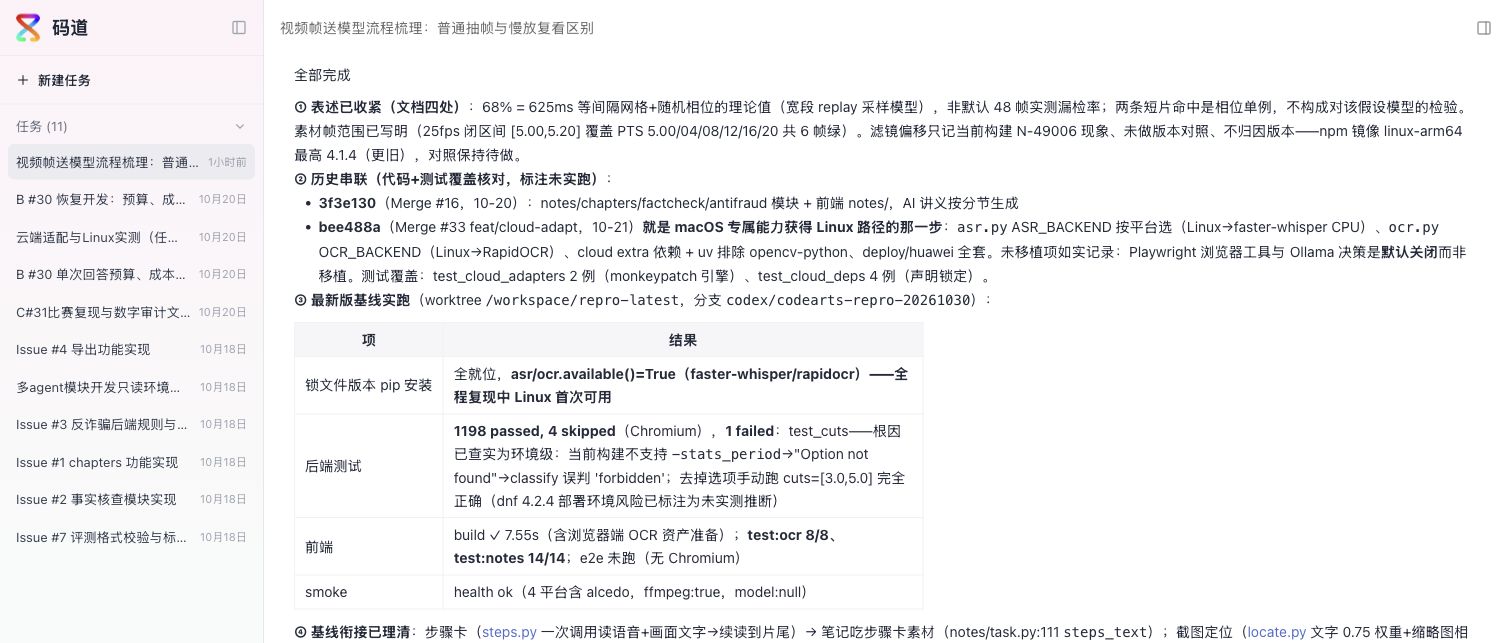 码道
视频帧送模型流程梳理：普通抽帧与慢放复看区别
新建任务
任务 (11)
视频帧送模型流程梳理：普通... 1小时前
B #30 恢复开发：预算、成... 10月20日
云端适配与Linux实测（任... 10月20日
B #30 单次回答预算、成本... 10月20日
C#31比赛复现与数字审计文... 10月20日
Issue #4 导出功能实现 10月18日
多agent模块开发只读环境... 10月18日
Issue #3 反诈骗后端规则与... 10月18日
Issue #1 chapters 功能实现 10月18日
Issue #2 事实核查模块实现 10月18日
Issue #7 评测格式校验与标... 10月18日
全部完成
① 表述已收紧（文档四处）：68% = 625ms 等间隔网格+随机相位的理论值（宽段 replay 采样模型），非默认 48 帧实测漏检率；两条短片命中是相位单例，不构成对该假设模型的检验。
素材帧范围已写明（25fps 闭区间 [5.00,5.20] 覆盖 PTS 5.00/04/08/12/16/20 共 6 帧绿）。滤镜偏移只记当前构建 N-49006 现象、未做版本对照、不归因版本——npm 镜像 linux-arm64
最高 4.1.4（更旧），对照保持待做。
② 历史串联（代码+测试覆盖核对，标注未实跑）：
• 3f3e130（Merge #16，10-20）：notes/chapters/factcheck/antifraud 模块 + 前端 notes/，AI 讲义按分节生成
• bee488a（Merge #33 feat/cloud-adapt，10-21）就是 macOS 专属能力获得 Linux 路径的那一步：asr.py ASR_BACKEND 按平台选（Linux→faster-whisper CPU）、ocr.py
OCR_BACKEND（Linux→RapidOCR）、cloud extra 依赖 + uv 排除 opencv-python、deploy/huawei 全套。未移植项如实记录：Playwright 浏览器工具与 Ollama 决策是默认关闭而非
移植。测试覆盖：test_cloud_adapters 2 例（monkeypatch 引擎）、test_cloud_deps 4 例（声明锁定）。
③ 最新版基线实跑（worktree /workspace/repro-latest，分支 codex/codearts-repro-20261030）：
项 结果
锁文件版本 pip 安装 全就位，asr/ocr.available()=True（faster-whisper/rapidocr）——全
程复现中 Linux 首次可用
后端测试 1198 passed, 4 skipped（Chromium），1 failed：test_cuts——根因
已查实为环境级：当前构建不支持 –stats_period→"Option not
found"→classify 误判 'forbidden'；去掉选项手动跑 cuts=[3.0,5.0] 完全
正确（dnf 4.2.4 部署环境风险已标注为未实测推断）
前端 build ✓ 7.55s（含浏览器端 OCR 资产准备）；test:ocr 8/8、
test:notes 14/14；e2e 未跑（无 Chromium）
smoke health ok（4 平台含 alcedo，ffmpeg:true，model:null）
④ 基线衔接已理清：步骤卡（steps.py 一次调用读语音+画面文字→续读到片尾）→ 笔记吃步骤卡素材（notes/task.py:111 steps_text）；截图定位（locate.py 文字 0.75 权重+缩略图相